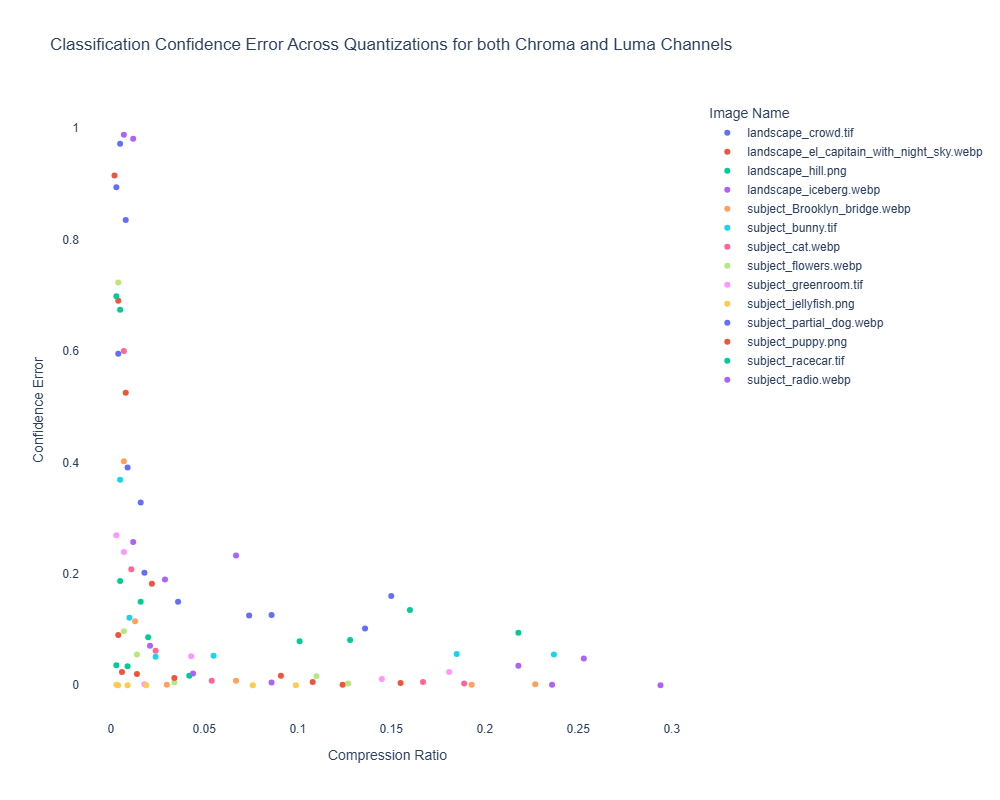 Classification Confidence Error Across Quantizations for both Chroma and Luma Channels
Image Name
landscape_crowd.tif
landscape_el_capitain_with_night_sky.webp
landscape_hill.png
landscape_iceberg.webp
subject_Brooklyn_bridge.webp
subject_bunny.tif
subject_cat.webp
subject_flowers.webp
subject_greenroom.tif
subject_jellyfish.png
subject_partial_dog.webp
subject_puppy.png
subject_racecar.tif
subject_radio.webp
Confidence Error
1
0.8
0.6
0.4
0.2
0
0 0.05 0.1 0.15 0.2 0.25 0.3
Compression Ratio